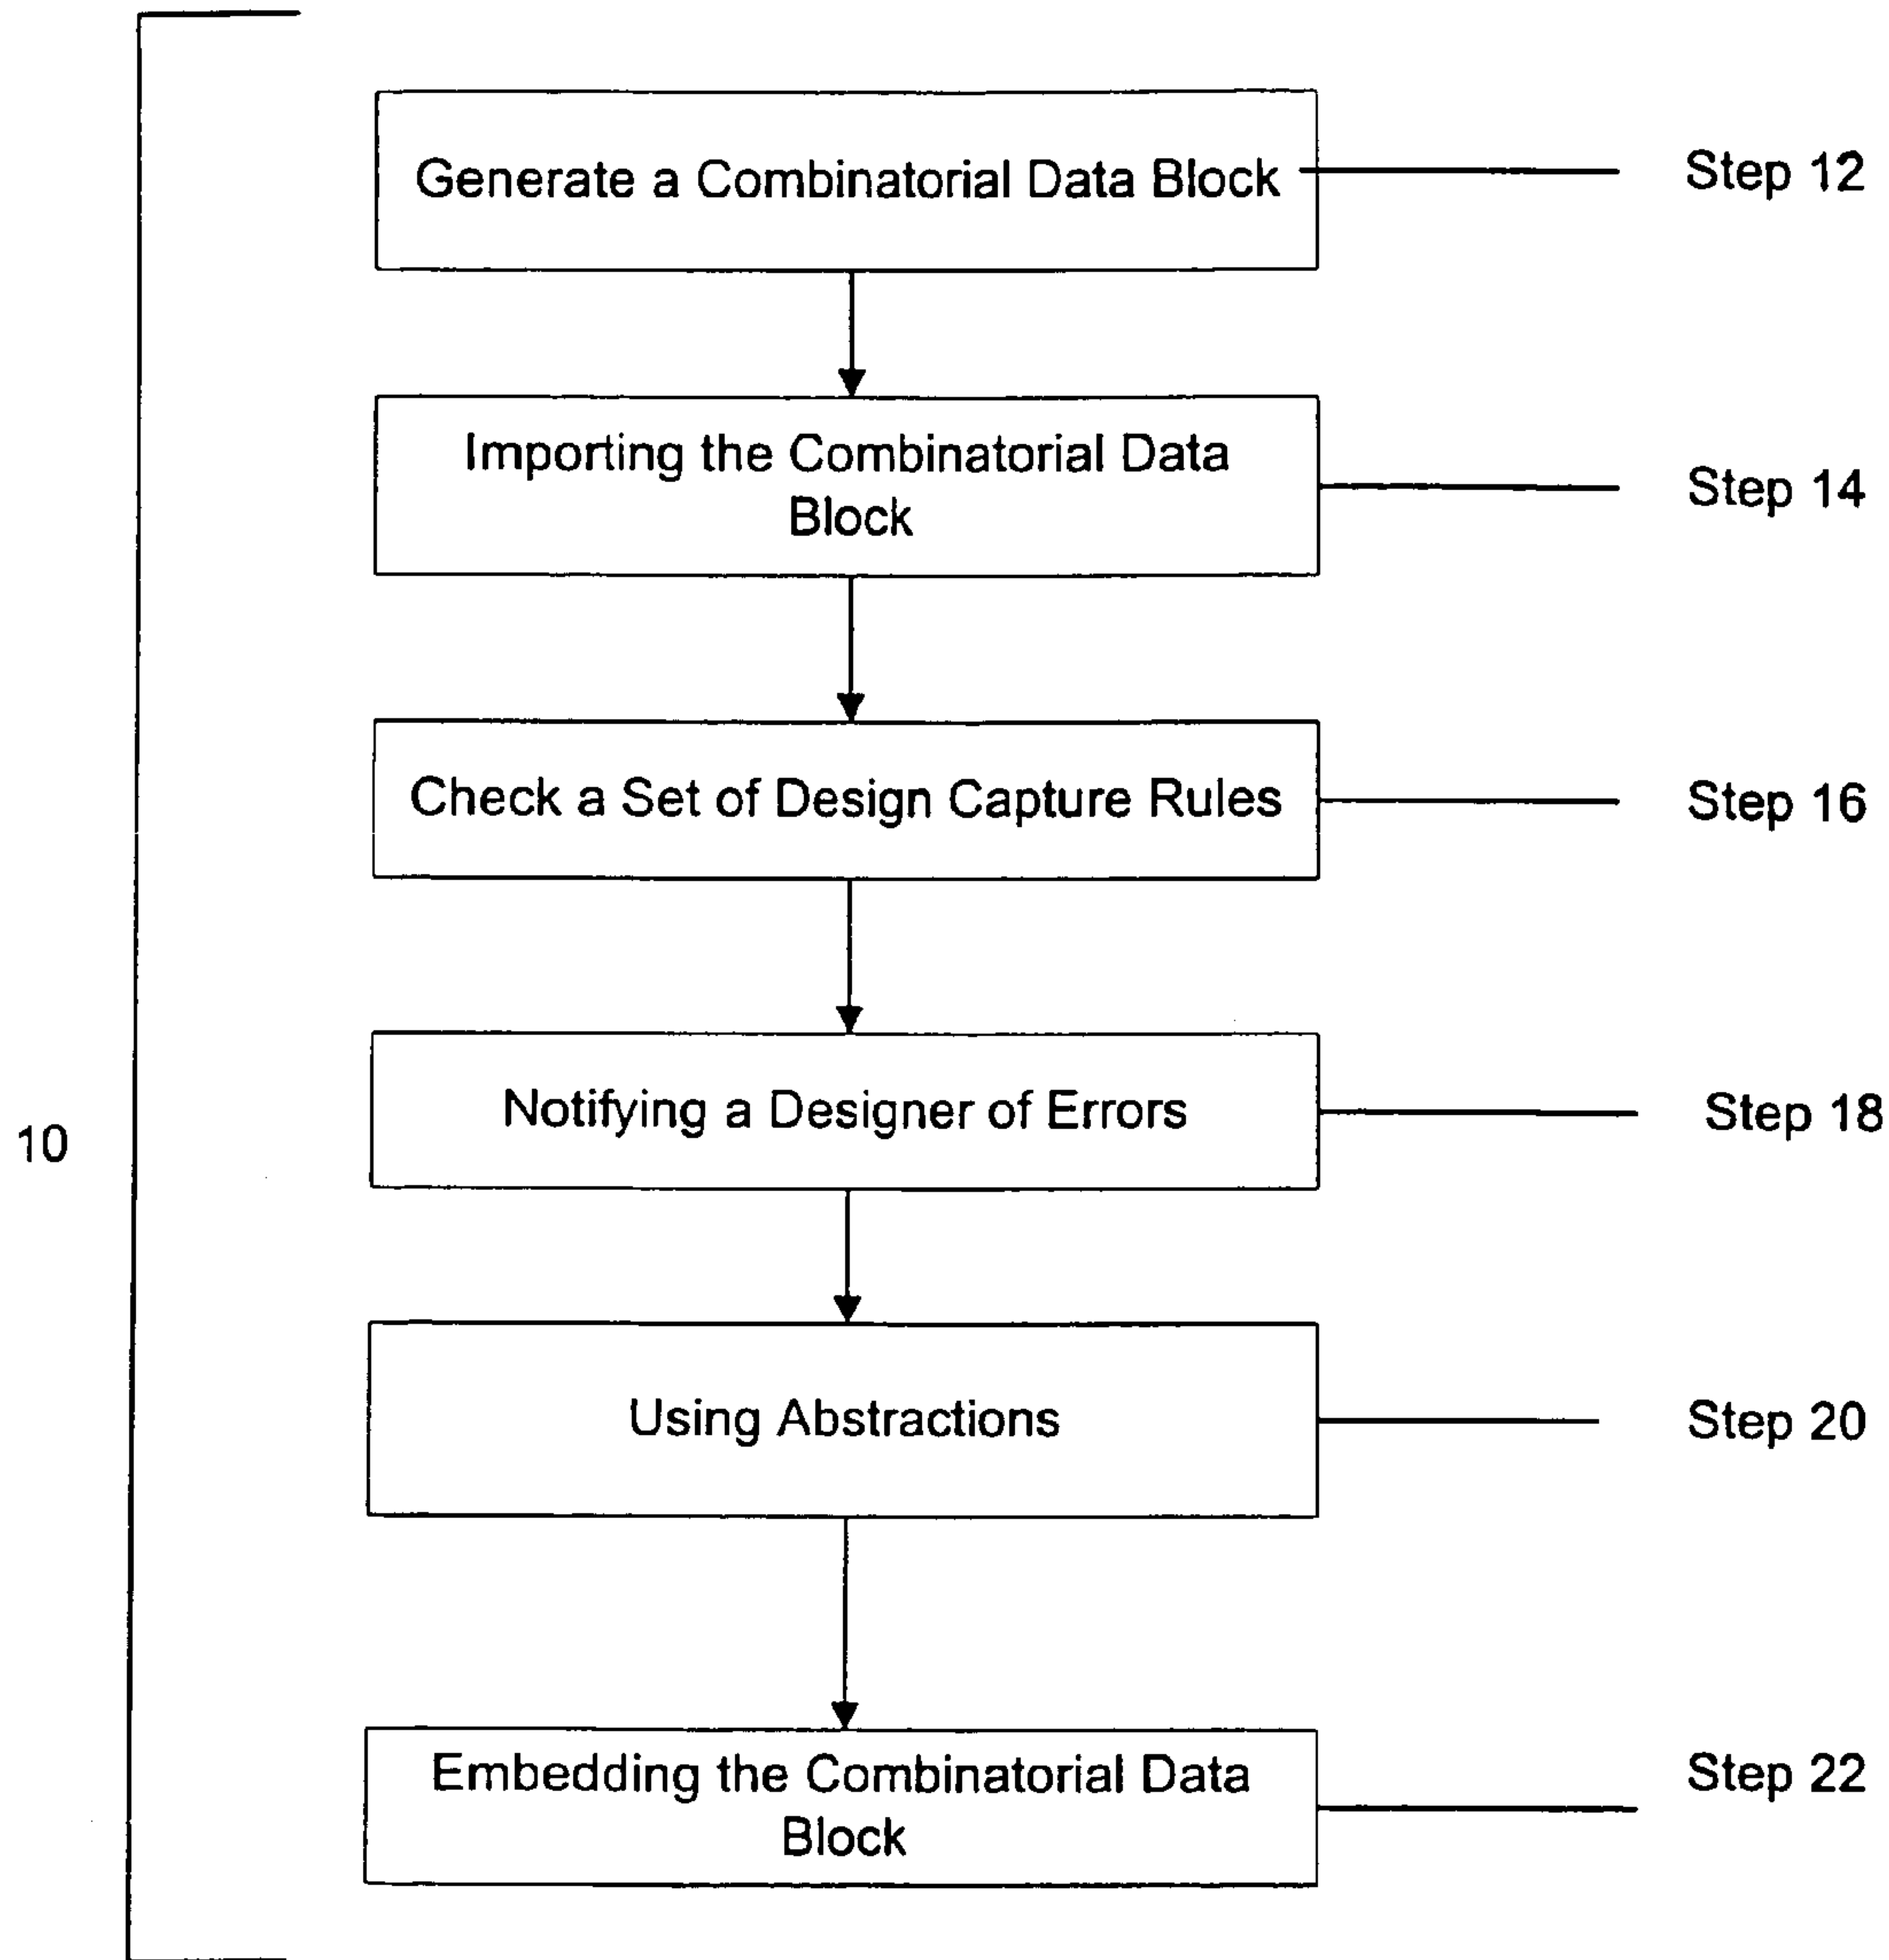 Generate a Combinatorial Data Block
Step 12
Importing the Combinatorial Data
Block
Step 14
Check a Set of Design Capture Rules
Step 16
Notifying a Designer of Errors
Step 18
10
Using Abstractions
Step 20
Embedding the Combinatorial Data
Block
Step 22